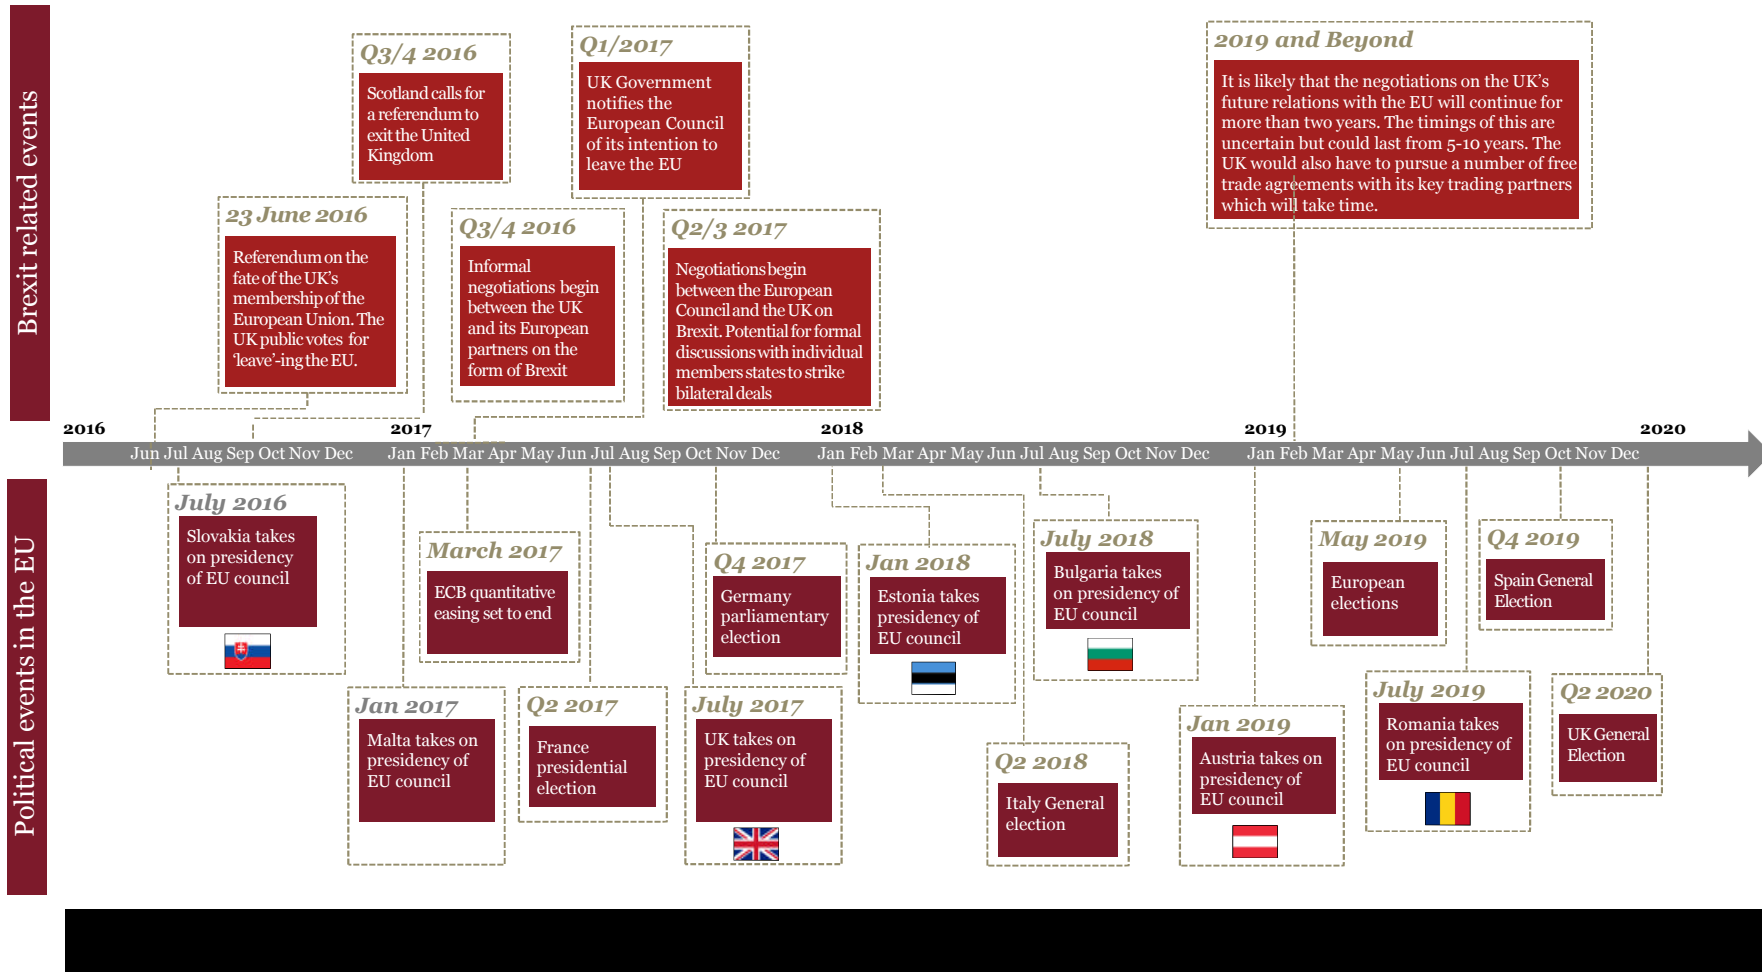 Brexit related events
Q3/4 2016
Scotland calls for
a referendum to
exit the United
Kingdom
Q1/2017
UK Government
notifies the
European Council
of its intention to
leave the EU
2019 and Beyond
It is likely that the negotiations on the UK's
future relations with the EU will continue for
more than two years. The timings of this are
uncertain but could last from 5-10 years. The
UK would also have to pursue a number of free
trade agreements with its key trading partners
which will take time.
23 June 2016
Referendum on the
fate of the UK's
membership of the
European Union. The
UK public votes for
'leave'-ing the EU.
Q3/4 2016
Informal
negotiations begin
between the UK
and its European
partners on the
form of Brexit
Q2/3 2017
Negotiations begin
between the European
Council and the UK on
Brexit. Potential for formal
discussions with individual
members states to strike
bilateral deals
2016 2017 2018 2019 2020
Jun Jul Aug Sep Oct Nov Dec Jan Feb Mar Apr May Jun Jul Aug Sep Oct Nov Dec Jan Feb Mar Apr May Jun Jul Aug Sep Oct Nov Dec Jan Feb Mar Apr May Jun Jul Aug Sep Oct Nov Dec
Political events in the EU
July 2016
Slovakia takes
on presidency
of EU council
March 2017
ECB quantitative
easing set to end
Q4 2017
Germany
parliamentary
election
Jan 2018
Estonia takes
presidency of
EU council
July 2018
Bulgaria takes
on presidency of
EU council
May 2019
European
elections
Q4 2019
Spain General
Election
Jan 2017
Malta takes on
presidency of
EU council
Q2 2017
France
presidential
election
July 2017
UK takes on
presidency of
EU council
Q2 2018
Italy General
election
Jan 2019
Austria takes on
presidency of
EU council
July 2019
Romania takes
on presidency of
EU council
Q2 2020
UK General
Election